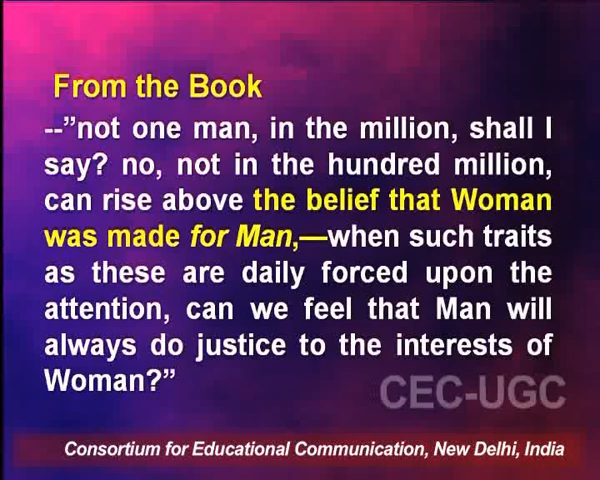 From the Book
--”not one man, in the million, shall I
say? no, not in the hundred million,
can rise above the belief that Woman
was made for Man,—when such traits
as these are daily forced upon the
attention, can we feel that Man will
always do justice to the interests of
Woman?”
CEC-UGC
Consortium for Educational Communication, New Delhi, India